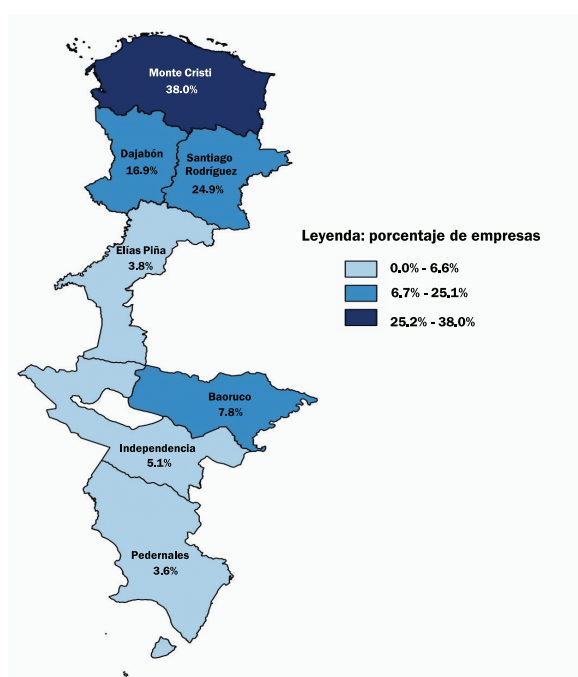 Monte Cristi
38.0%
Dajabón
16.9%
Santiago
Rodríguez
24.9%
Elías Piña
3.8%
Leyenda: porcentaje de empresas
0.0% - 6.6%
6.7% - 25.1%
25.2% - 38.0%
Baoruco
7.8%
Independencia
5.1%
Pedernales
3.6%